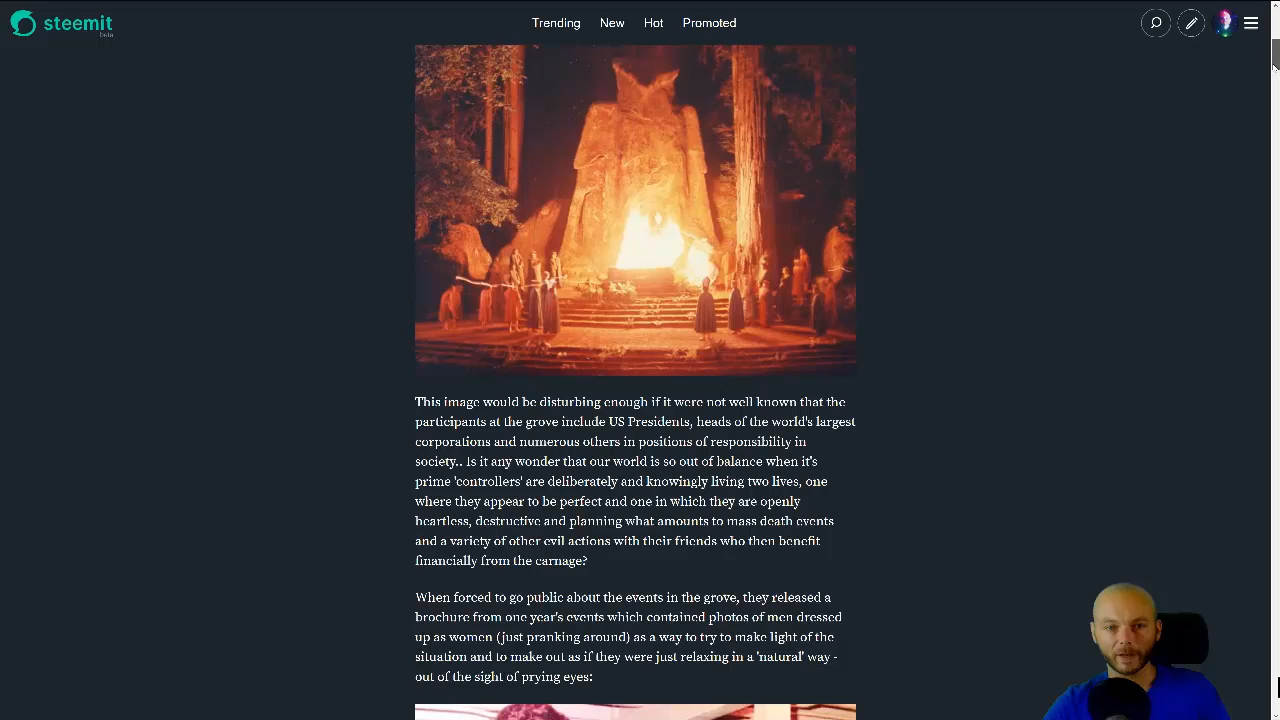 steemit
beta
Trending New Hot Promoted
This image would be disturbing enough if it were not well known that the
participants at the grove include US Presidents, heads of the world's largest
corporations and numerous others in positions of responsibility in
society.. Is it any wonder that our world is so out of balance when it's
prime 'controllers' are deliberately and knowingly living two lives, one
where they appear to be perfect and one in which they are openly
heartless, destructive and planning what amounts to mass death events
and a variety of other evil actions with their friends who then benefit
financially from the carnage?
When forced to go public about the events in the grove, they released a
brochure from one year's events which contained photos of men dressed
up as women (just pranking around) as a way to try to make light of the
situation and to make out as if they were just relaxing in a 'natural' way -
out of the sight of prying eyes: